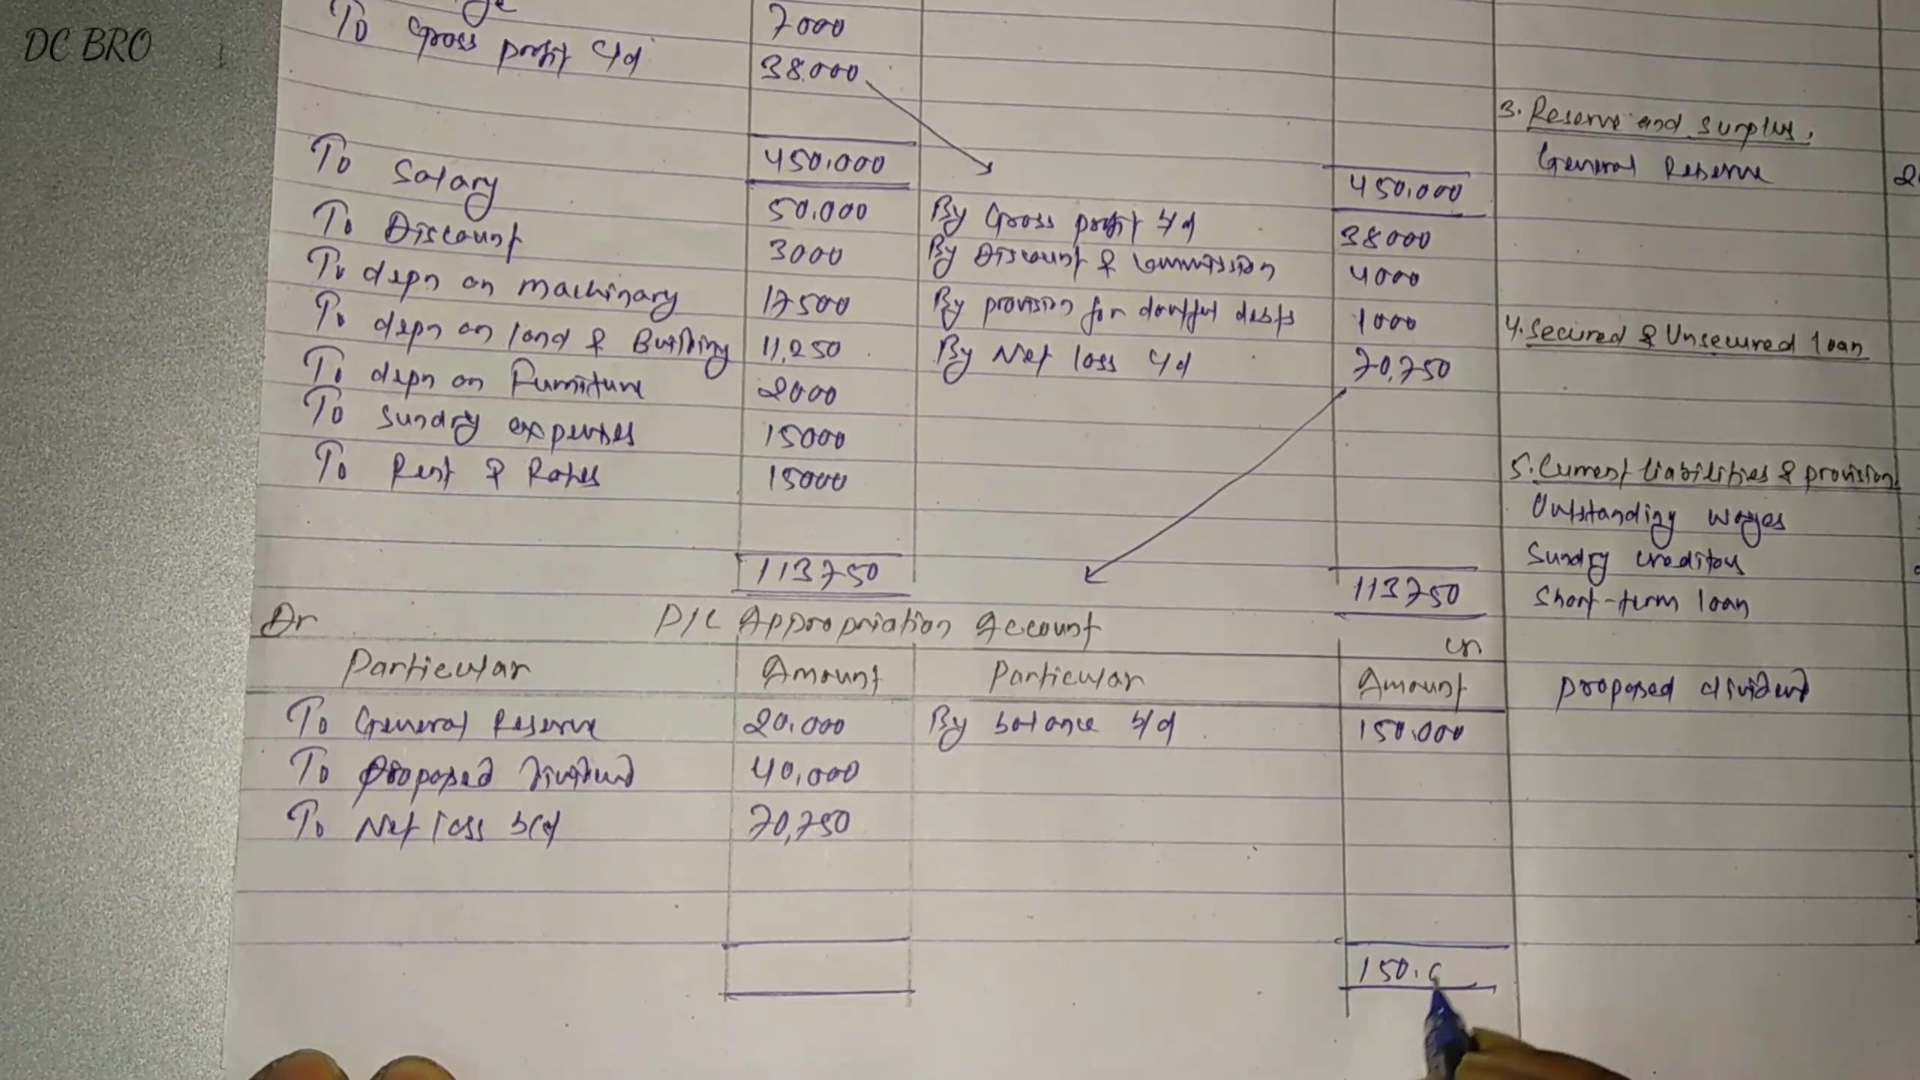 DC BRO
7000
To Gross profit c/d 38.000
450.000 450.000
To Salary 50.000 By Gross profit b/d 38000
To Discount 3000 By Discount & Commission 4000
To depn on machinary 17500 By provision for doutful debts 1000
To depn on land & Building 11,250 By Net loss c/d 70,750
To depn on Furniture 2000
To Sundry expenses 15000
To Rent & Rates 15000
113750 113750
Dr P/L Appropriation Account Cr
Particular Amount Particular Amount
To General Reserve 20.000 By balance b/d 150.000
To Proposed Dividend 40,000
To Net loss b/d 70,750
150.0
3. Reserve and Surplus,
General Reserve
4. Secured & Unsecured loan
5. Current liabilities & provision
Outstanding wages
Sundry creditors
Short-term loan
proposed dividend